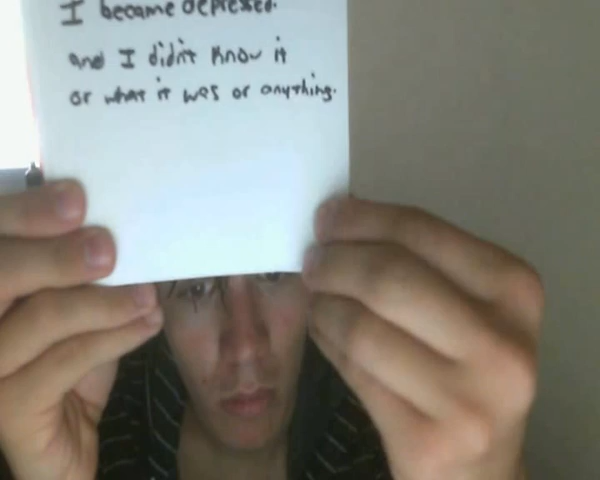 I became depressed.
and I didn't know it
or what it was or anything.